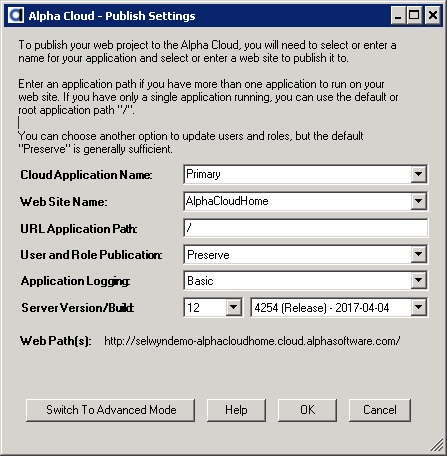 Alpha Cloud - Publish Settings
To publish your web project to the Alpha Cloud, you will need to select or enter a
name for your application and select or enter a web site to publish it to.
Enter an application path if you have more than one application to run on your
web site. If you have only a single application running, you can use the default or
root application path "/".
You can choose another option to update users and roles, but the default
"Preserve" is generally sufficient.
Cloud Application Name: Primary
Web Site Name: AlphaCloudHome
URL Application Path: /
User and Role Publication: Preserve
Application Logging: Basic
Server Version/Build: 12 4254 (Release) - 2017-04-04
Web Path(s): http://selwyndemo-alphacloudhome.cloud.alphasoftware.com/
Switch To Advanced Mode Help OK Cancel